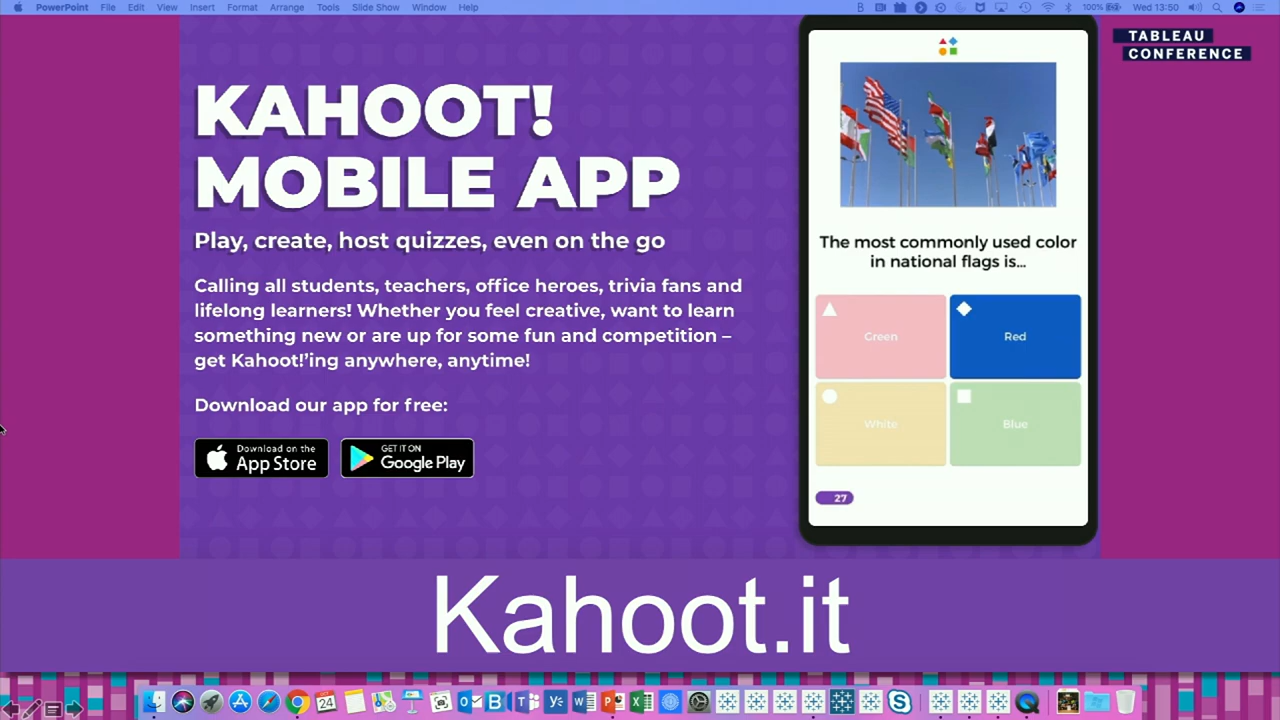 PowerPoint File Edit View Insert Format Arrange Tools Slide Show Window Help 100% Wed 13:50
TABLEAU
CONFERENCE
KAHOOT!
MOBILE APP
Play, create, host quizzes, even on the go
Calling all students, teachers, office heroes, trivia fans and
lifelong learners! Whether you feel creative, want to learn
something new or are up for some fun and competition –
get Kahoot!'ing anywhere, anytime!
Download our app for free:
Download on the
App Store
GET IT ON
Google Play
The most commonly used color
in national flags is...
Green
Red
White
Blue
27
Kahoot.it
24